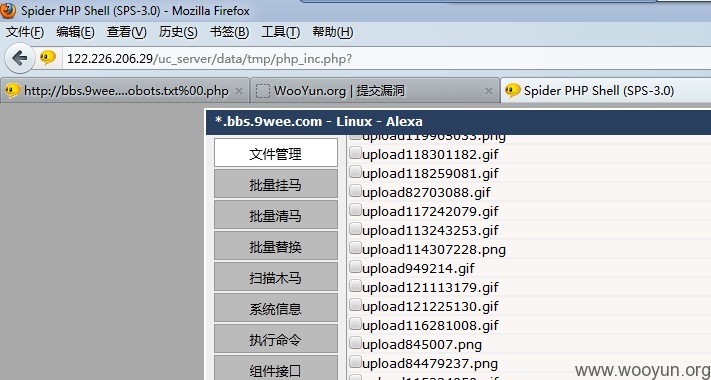 Spider PHP Shell (SPS-3.0) - Mozilla Firefox
文件(F) 编辑(E) 查看(V) 历史(S) 书签(B) 工具(T) 帮助(H)
122.226.206.29/uc_server/data/tmp/php_inc.php?
http://bbs.9wee....obots.txt%00.php × WooYun.org | 提交漏洞 × Spider PHP Shell (SPS-3.0)
*.bbs.9wee.com - Linux - Alexa
文件管理
批量挂马
批量清马
批量替换
扫描木马
系统信息
执行命令
组件接口
upload119965033.png
upload118301182.gif
upload118259081.gif
upload82703088.gif
upload117242079.gif
upload113243253.gif
upload114307228.png
upload949214.gif
upload121113179.gif
upload121225130.gif
upload116281008.gif
upload845007.png
upload84479237.png
www.wooyun.org